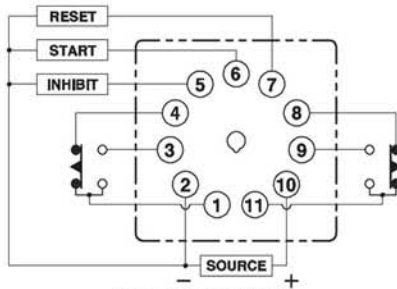 RESET
START
INHIBIT
6
5 7
4 8
3 9
2 10
1 11
SOURCE
− +